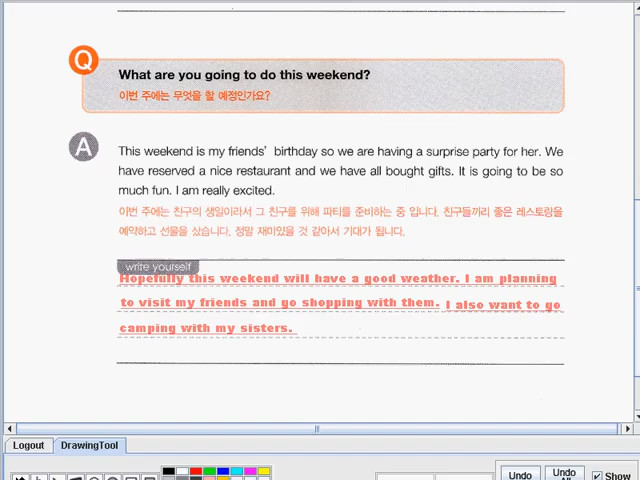 Q
What are you going to do this weekend?
이번 주에는 무엇을 할 예정인가요?
A
This weekend is my friends' birthday so we are having a surprise party for her. We
have reserved a nice restaurant and we have all bought gifts. It is going to be so
much fun. I am really excited.
이번 주에는 친구의 생일이라서 그 친구를 위해 파티를 준비하는 중 입니다. 친구들끼리 좋은 레스토랑을
예약하고 선물을 샀습니다. 정말 재미있을 것 같아서 기대가 됩니다.
write yourself
Hopefully this weekend will have a good weather. I am planning
to visit my friends and go shopping with them. I also want to go
camping with my sisters.
Logout DrawingTool
Undo Undo All Show